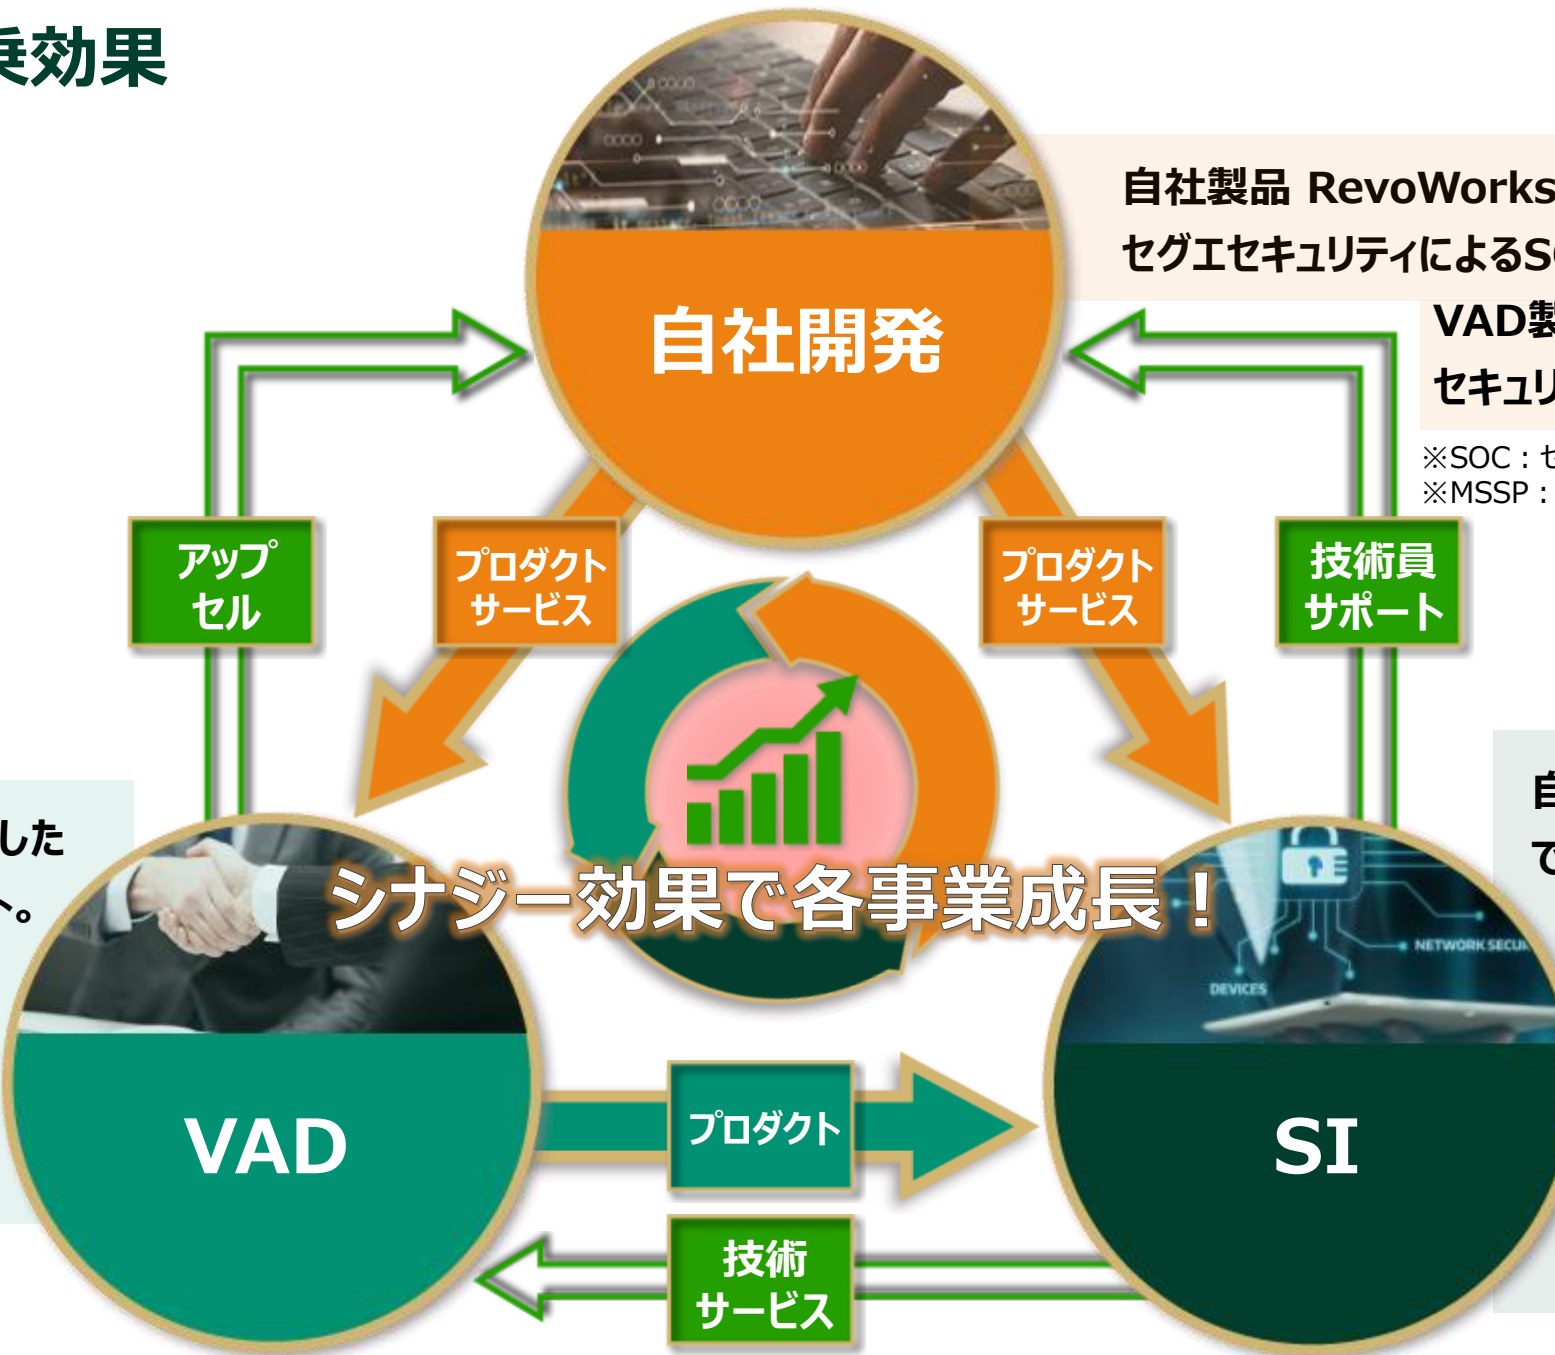 乗効果
自社製品 RevoWorks
セグエセキュリティによるS
VAD製
セキュリ
※SOC：セ
※MSSP：
自社開発
アップ
セル
プロダクト
サービス
プロダクト
サービス
技術員
サポート
した
ト。
自
で
シナジー効果で各事業成長！
NETWORK SECU
DEVICES
VAD
プロダクト
SI
技術
サービス